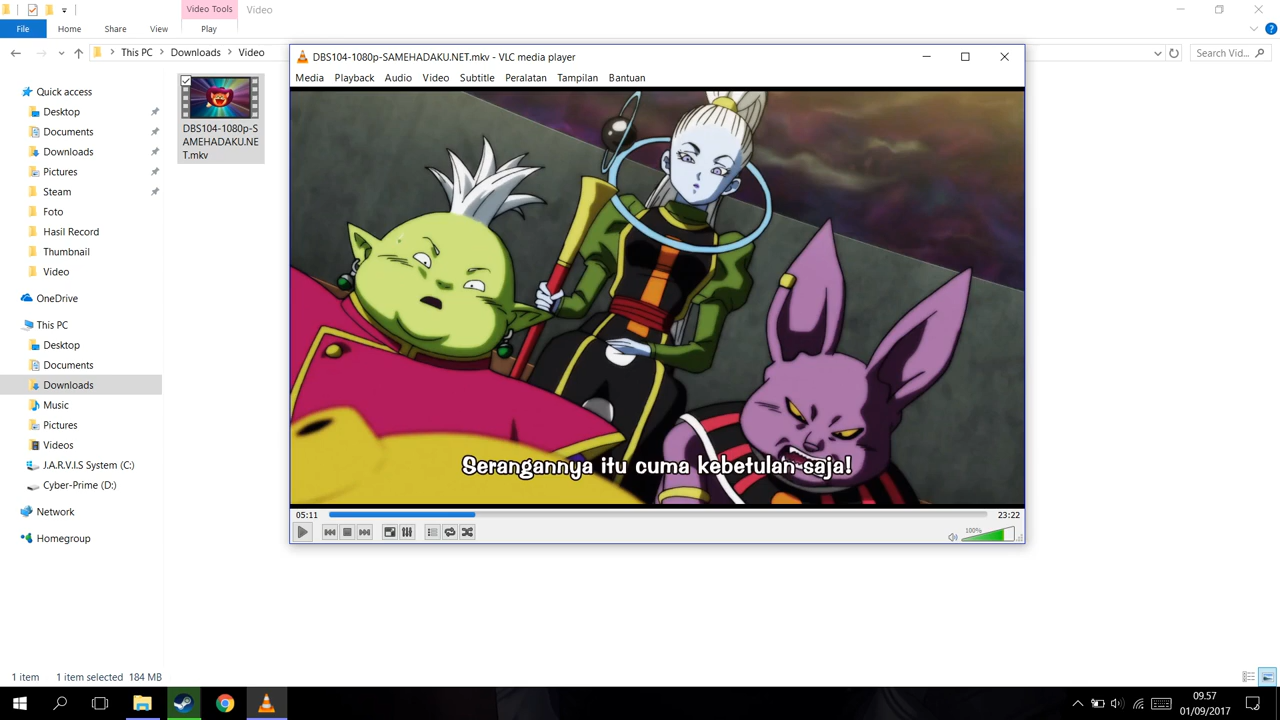 Video Tools
Video
File
Home
Share
View
Play
This PC
Downloads
Video
Search Vid...
Quick access
Desktop
Documents
Downloads
Pictures
Steam
Foto
Hasil Record
Thumbnail
Video
OneDrive
This PC
Desktop
Documents
Downloads
Music
Pictures
Videos
J.A.R.V.I.S System (C:)
Cyber-Prime (D:)
Network
Homegroup
DBS104-1080p-S
AMEHADAKU.NE
T.mkv
DBS104-1080p-SAMEHADAKU.NET.mkv - VLC media player
Media
Playback
Audio
Video
Subtitle
Peralatan
Tampilan
Bantuan
Serangannya itu cuma kebetulan saja!
05:11
23:22
100%
1 item
1 item selected 184 MB
09.57
01/09/2017